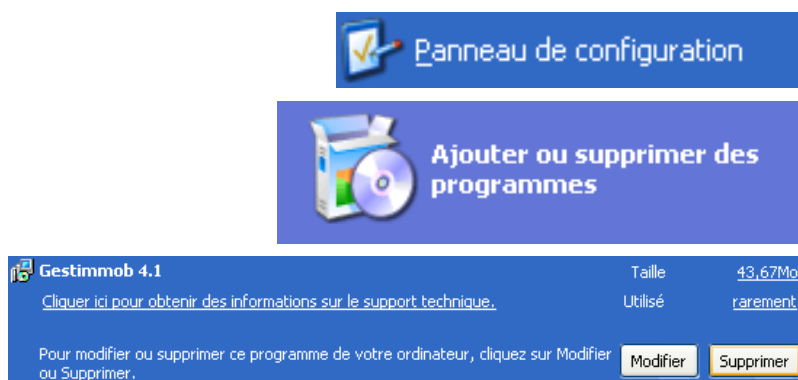 Panneau de configuration
Ajouter ou supprimer des
programmes
Gestimmob 4.1 Taille 43,67Mo
Cliquer ici pour obtenir des informations sur le support technique. Utilisé rarement
Pour modifier ou supprimer ce programme de votre ordinateur, cliquez sur Modifier
ou Supprimer. Modifier Supprimer